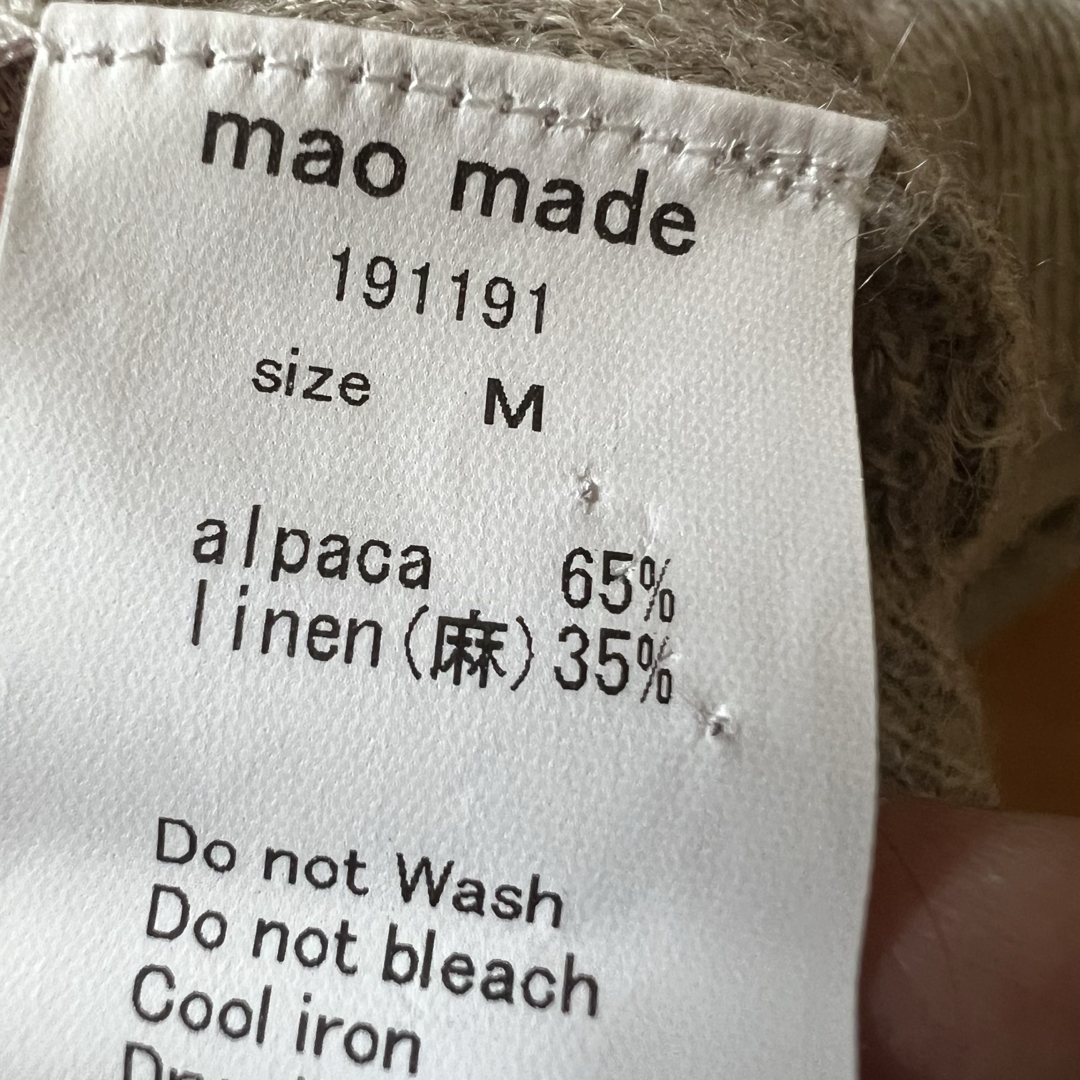 mao made
191191
size M
alpaca 65%
linen(麻)35%
Do not Wash
Do not bleach
Cool iron